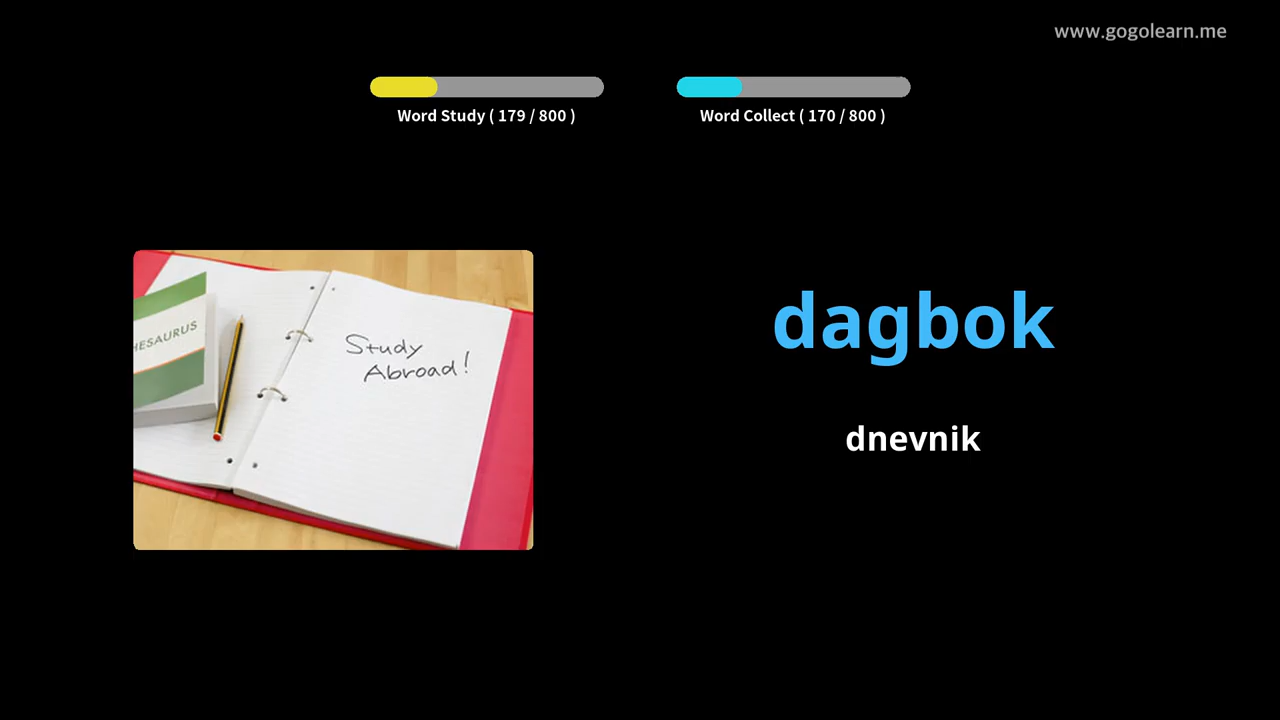 www.gogolearn.me
Word Study ( 179 / 800 )
Word Collect ( 170 / 800 )
HESAURUS
Study
Abroad!
dagbok
dnevnik